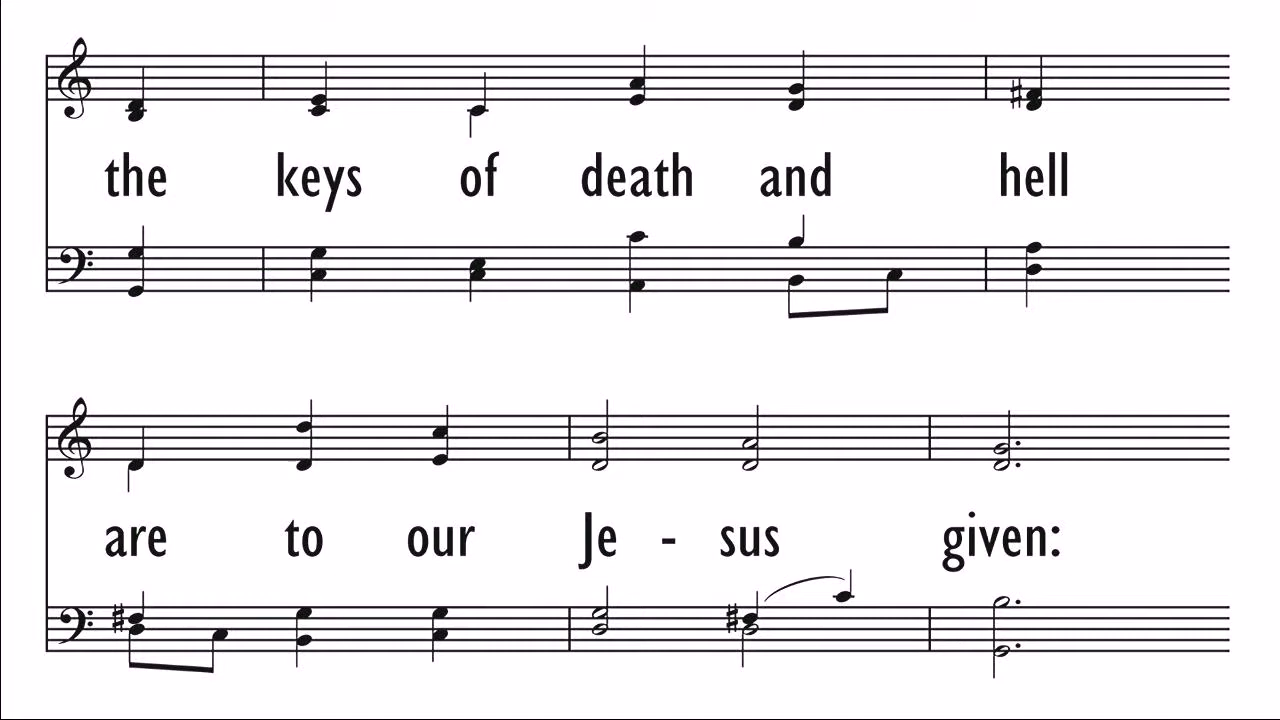 the keys of death and hell
are to our Je - sus given: